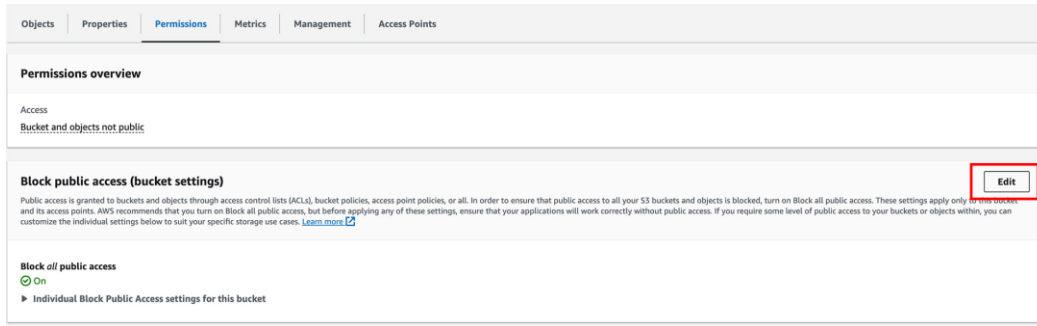 Objects Properties Permissions Metrics Management Access Points
Permissions overview
Access
Bucket and objects not public
Block public access (bucket settings)
Edit
Public access is granted to buckets and objects through access control lists (ACLs), bucket policies, access point policies, or all. In order to ensure that public access to all your S3 buckets and objects is blocked, turn on Block all public access. These settings apply only to this bucket
and its access points. AWS recommends that you turn on Block all public access, but before applying any of these settings, ensure that your applications will work correctly without public access. If you require some level of public access to your buckets or objects within, you can
customize the individual settings below to suit your specific storage use cases. Learn more
Block all public access
On
Individual Block Public Access settings for this bucket